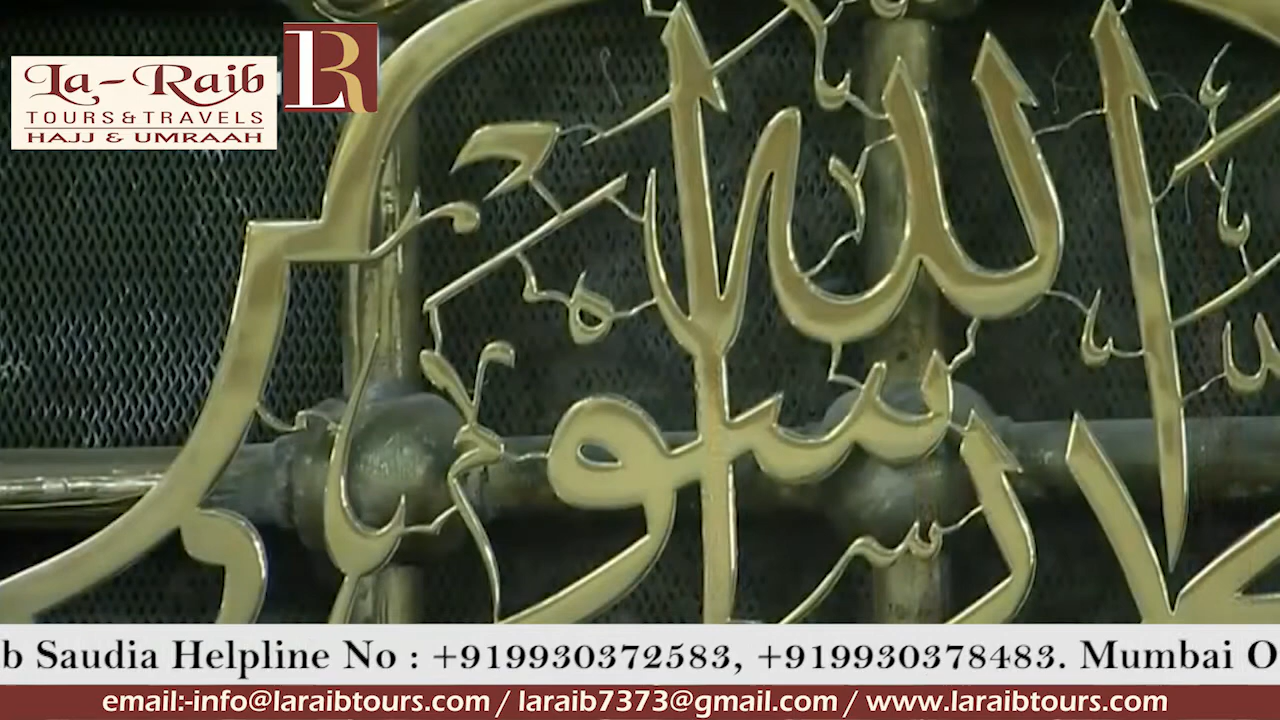 La-Raib
TOURS & TRAVELS
HAJJ & UMRAAH
LR
الله
رسول
b Saudia Helpline No : +919930372583, +919930378483. Mumbai O
email:-info@laraibtours.com / laraib7373@gmail.com / www.laraibtours.com